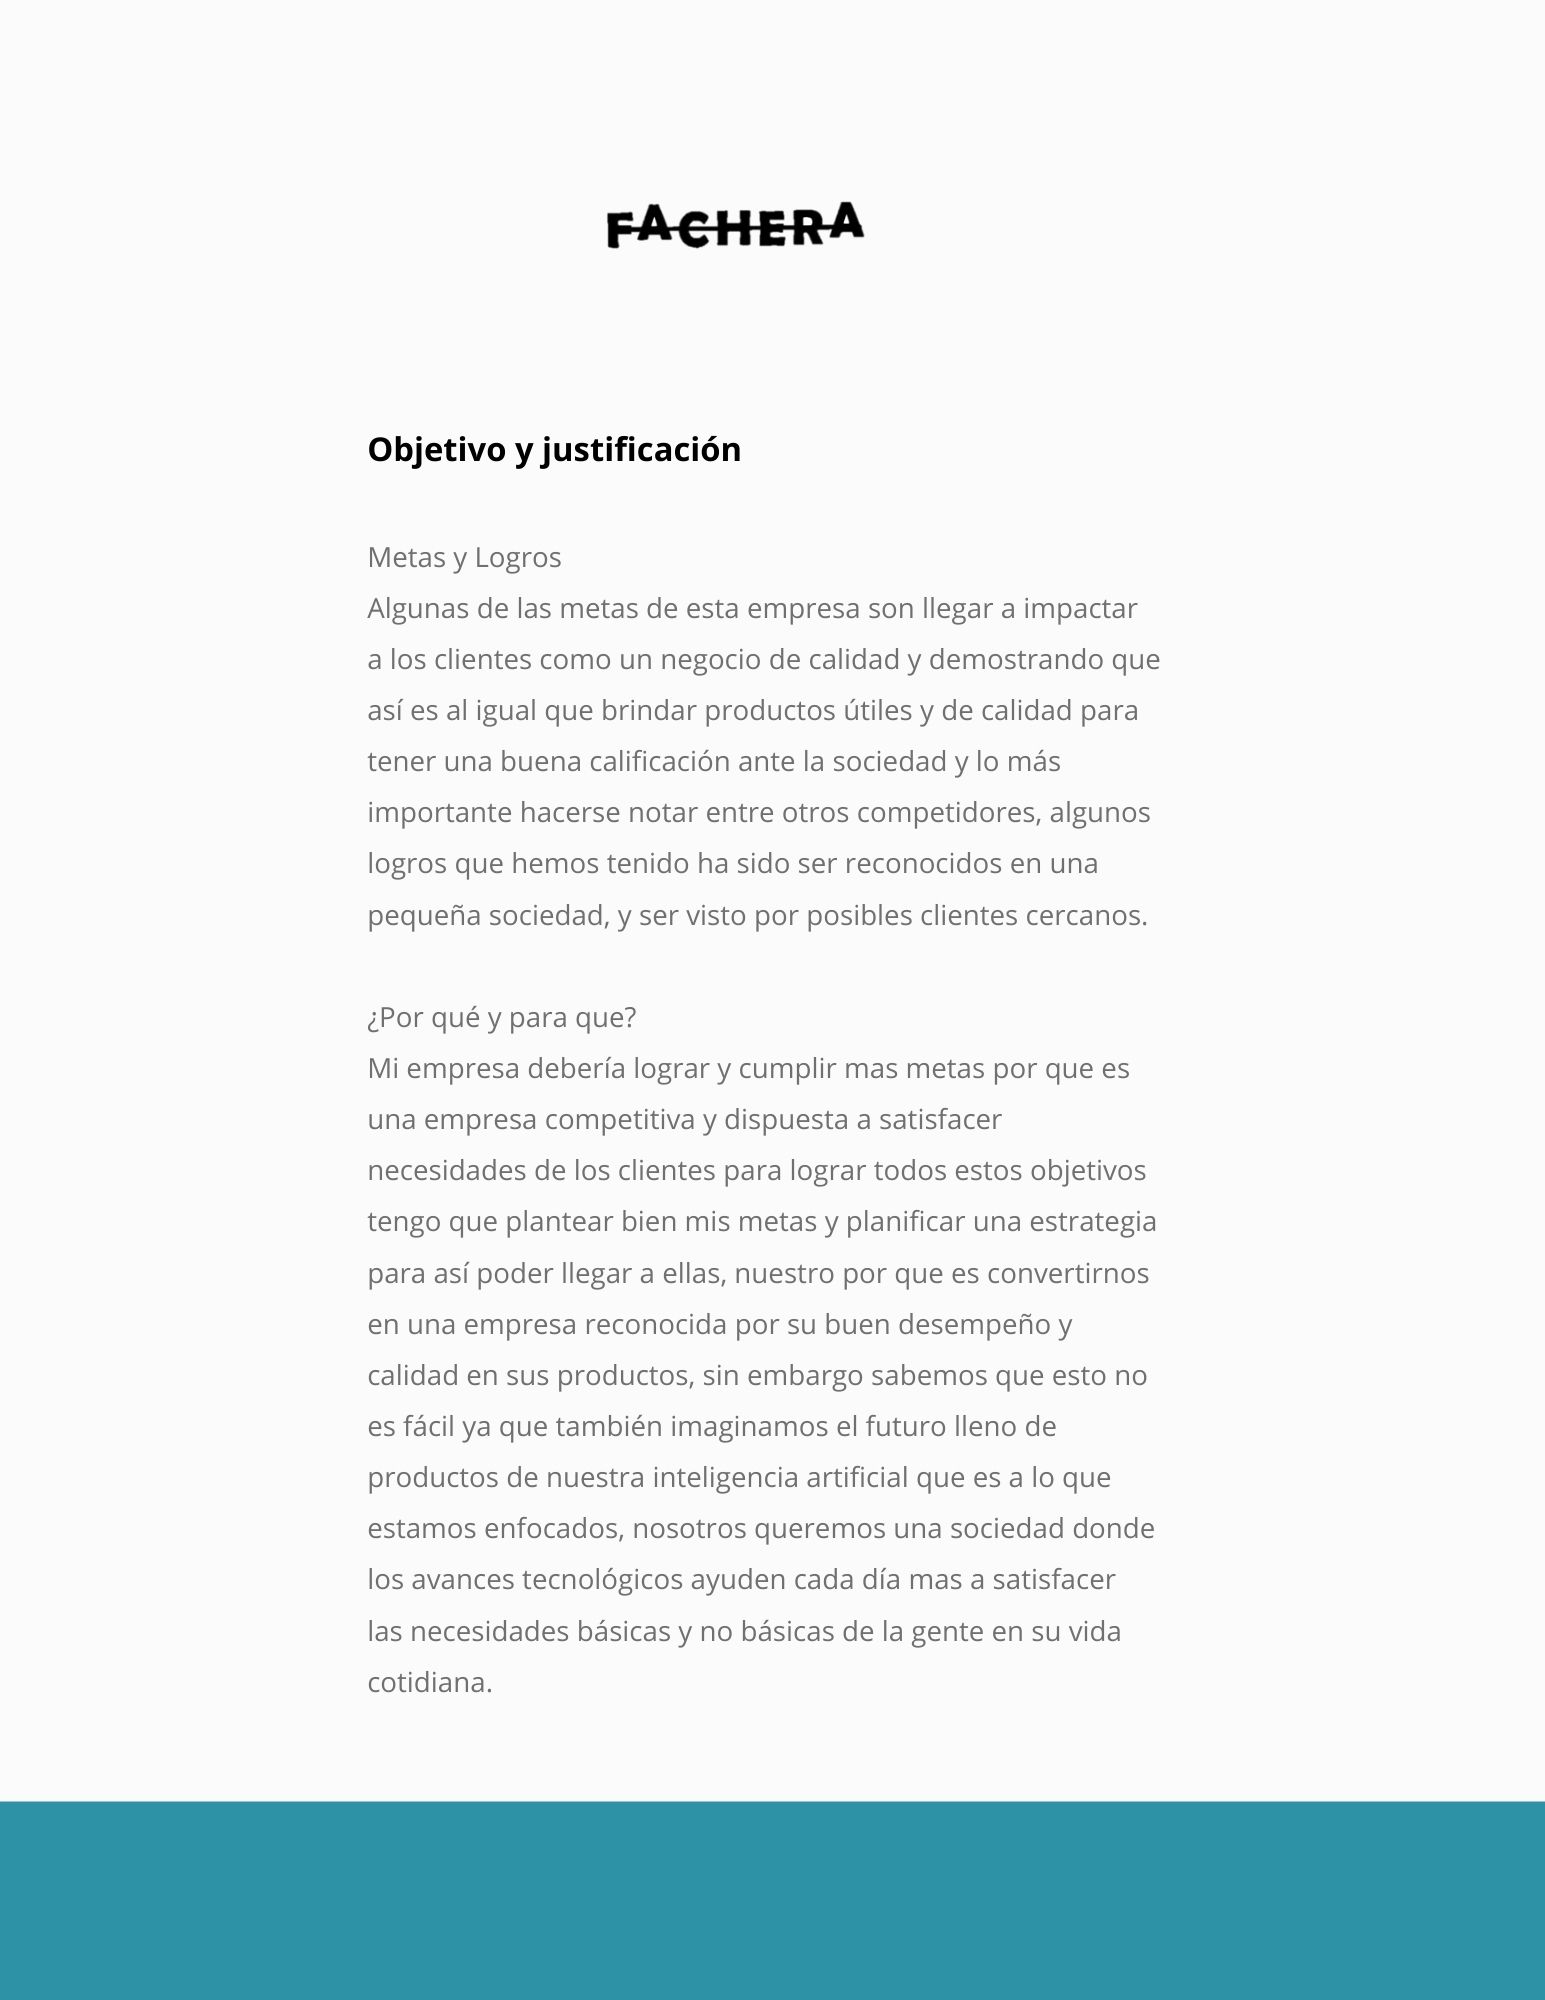 FACHERA
Objetivo y justificación
Metas y Logros
Algunas de las metas de esta empresa son llegar a impactar
a los clientes como un negocio de calidad y demostrando que
así es al igual que brindar productos útiles y de calidad para
tener una buena calificación ante la sociedad y lo más
importante hacerse notar entre otros competidores, algunos
logros que hemos tenido ha sido ser reconocidos en una
pequeña sociedad, y ser visto por posibles clientes cercanos.
¿Por qué y para que?
Mi empresa debería lograr y cumplir mas metas por que es
una empresa competitiva y dispuesta a satisfacer
necesidades de los clientes para lograr todos estos objetivos
tengo que plantear bien mis metas y planificar una estrategia
para así poder llegar a ellas, nuestro por que es convertirnos
en una empresa reconocida por su buen desempeño y
calidad en sus productos, sin embargo sabemos que esto no
es fácil ya que también imaginamos el futuro lleno de
productos de nuestra inteligencia artificial que es a lo que
estamos enfocados, nosotros queremos una sociedad donde
los avances tecnológicos ayuden cada día mas a satisfacer
las necesidades básicas y no básicas de la gente en su vida
cotidiana.